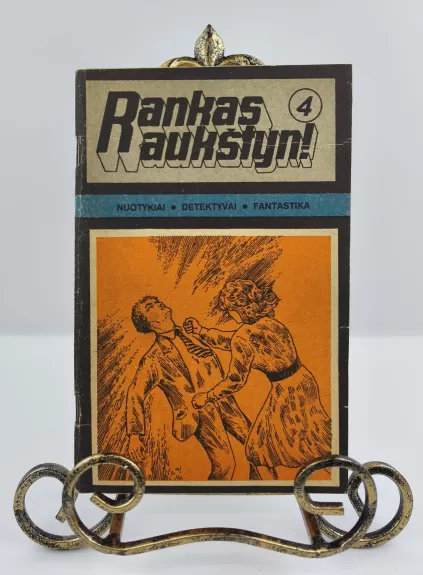 Rankas
aukštyn!
4
NUOTYKIAI ● DETEKTYVAI ● FANTASTIKA